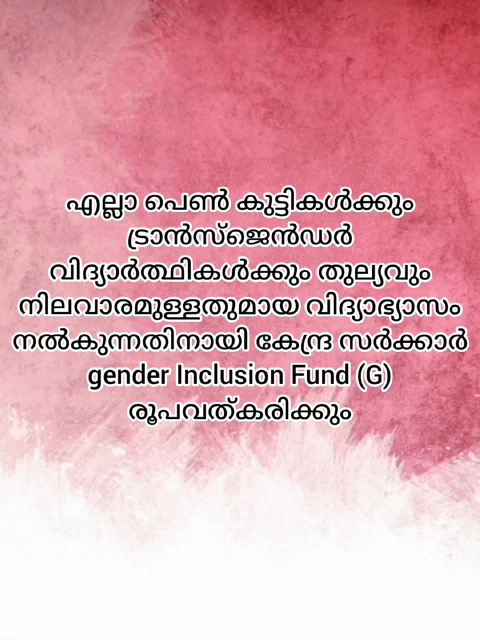 എല്ലാ പെൺ കുട്ടികൾക്കും
ട്രാൻസ്ജെൻഡർ
വിദ്യാർത്ഥികൾക്കും തുല്യവും
നിലവാരമുള്ളതുമായ വിദ്യാഭ്യാസം
നൽകുന്നതിനായി കേന്ദ്ര സർക്കാർ
gender Inclusion Fund (G)
രൂപവത്കരിക്കും